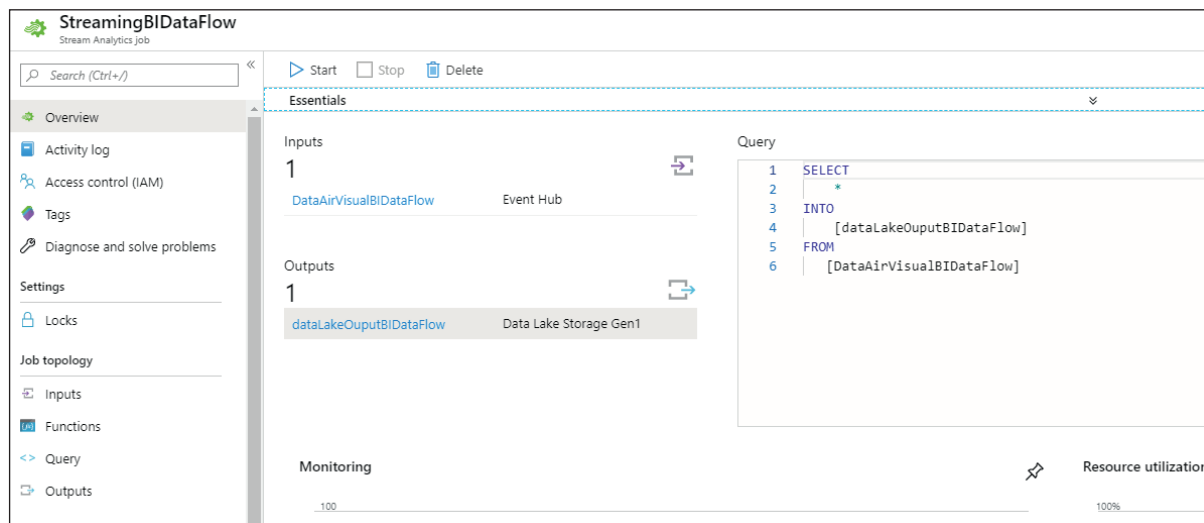 StreamingBIDataFlow
Stream Analytics job
Search (Ctrl+/)
«
Overview
Activity log
Access control (IAM)
Tags
Diagnose and solve problems
Settings
Locks
Job topology
Inputs
Functions
Query
Outputs
Start Stop Delete
Essentials
Inputs
1
DataAirVisualBIDataFlow Event Hub
Outputs
1
dataLakeOuputBIDataFlow Data Lake Storage Gen1
Query
1 SELECT
2 *
3 INTO
4 [dataLakeOuputBIDataFlow]
5 FROM
6 [DataAirVisualBIDataFlow]
Monitoring
100
Resource utilization
100%